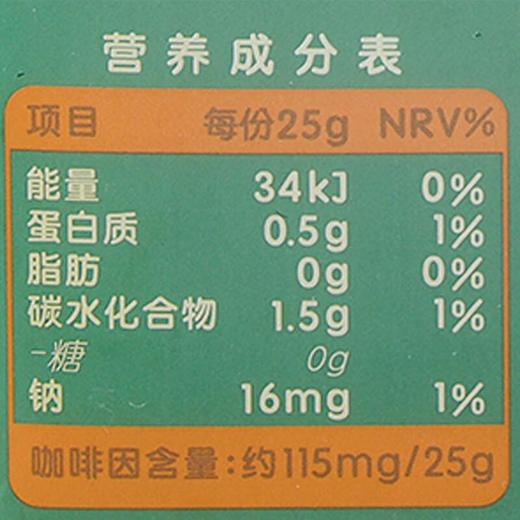 营养成分表
项目 每份25g NRV%
能量 34kJ 0%
蛋白质 0.5g 1%
脂肪 0g 0%
碳水化合物 1.5g 1%
-糖 0g
钠 16mg 1%
咖啡因含量:约115mg/25g